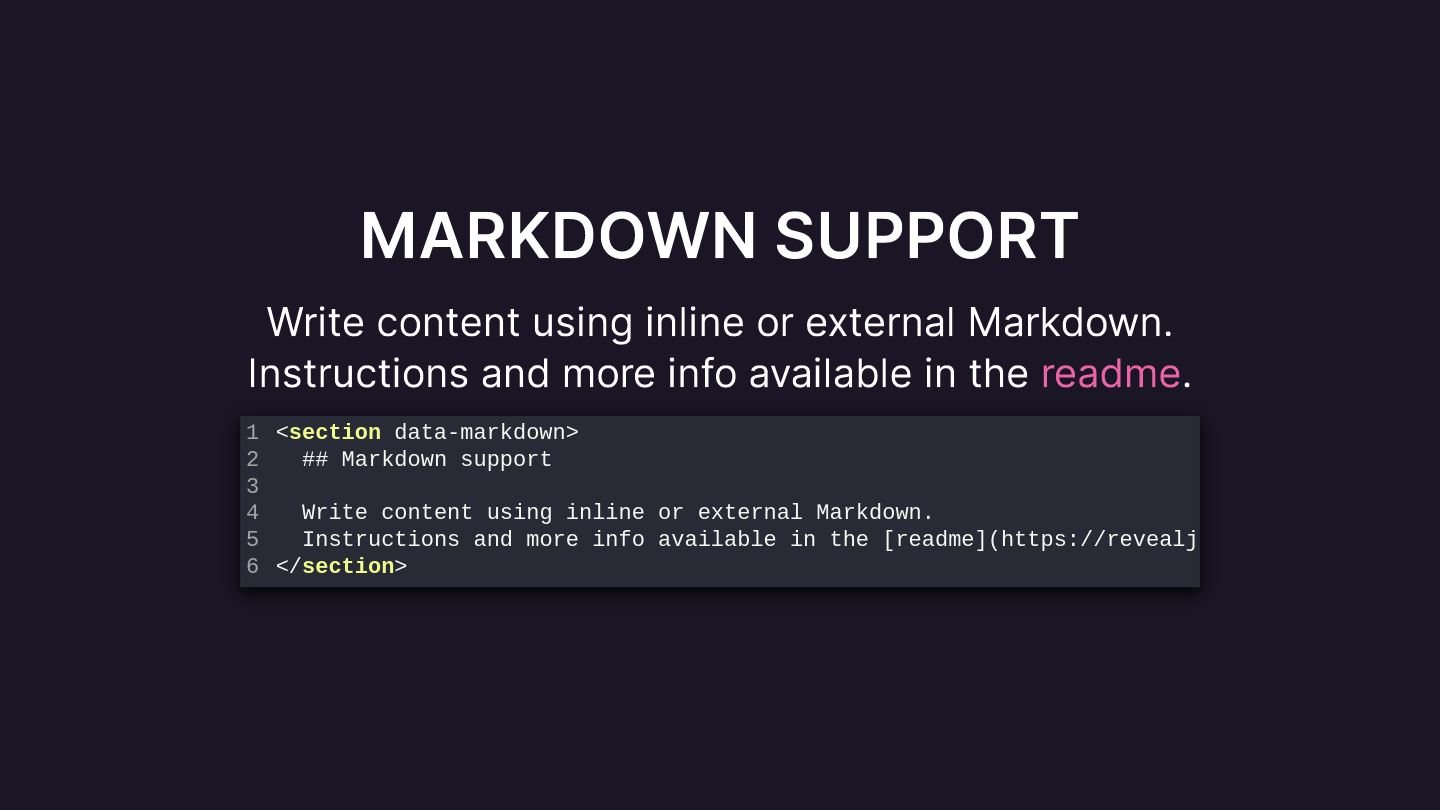 MARKDOWN SUPPORT
Write content using inline or external Markdown.
Instructions and more info available in the readme.
1 <section data-markdown>
2   ## Markdown support
3
4   Write content using inline or external Markdown.
5   Instructions and more info available in the [readme](https://revealj
6 </section>